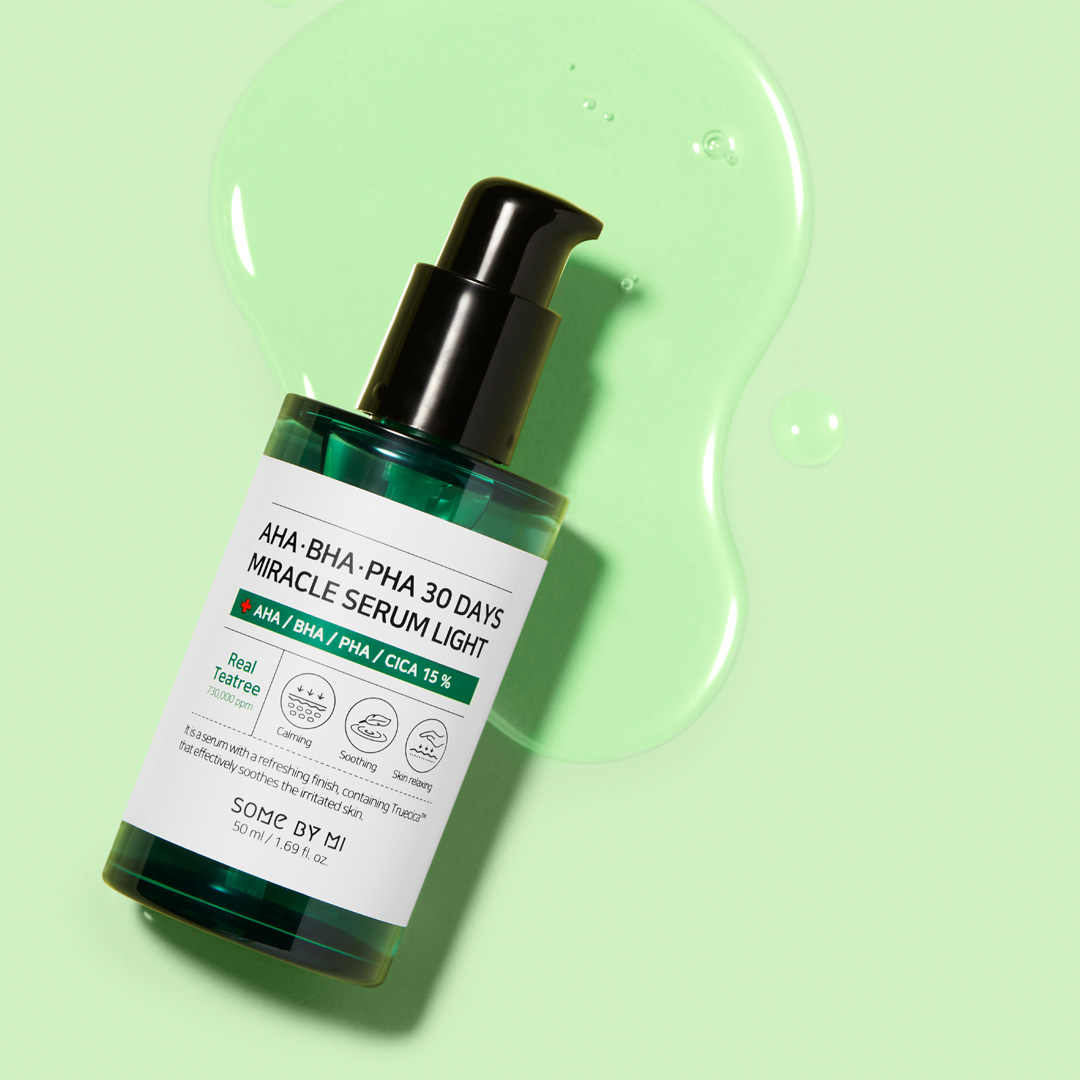 AHA·BHA·PHA 30 DAYS
MIRACLE SERUM LIGHT
AHA / BHA / PHA / CICA 15 %
Real
Teatree
730,000 ppm
Calming
Soothing
Skin relaxing
It is a serum with a refreshing finish, containing Truecica™
that effectively soothes the irritated skin.
SOME BY MI
50 ml / 1.69 fl. oz.